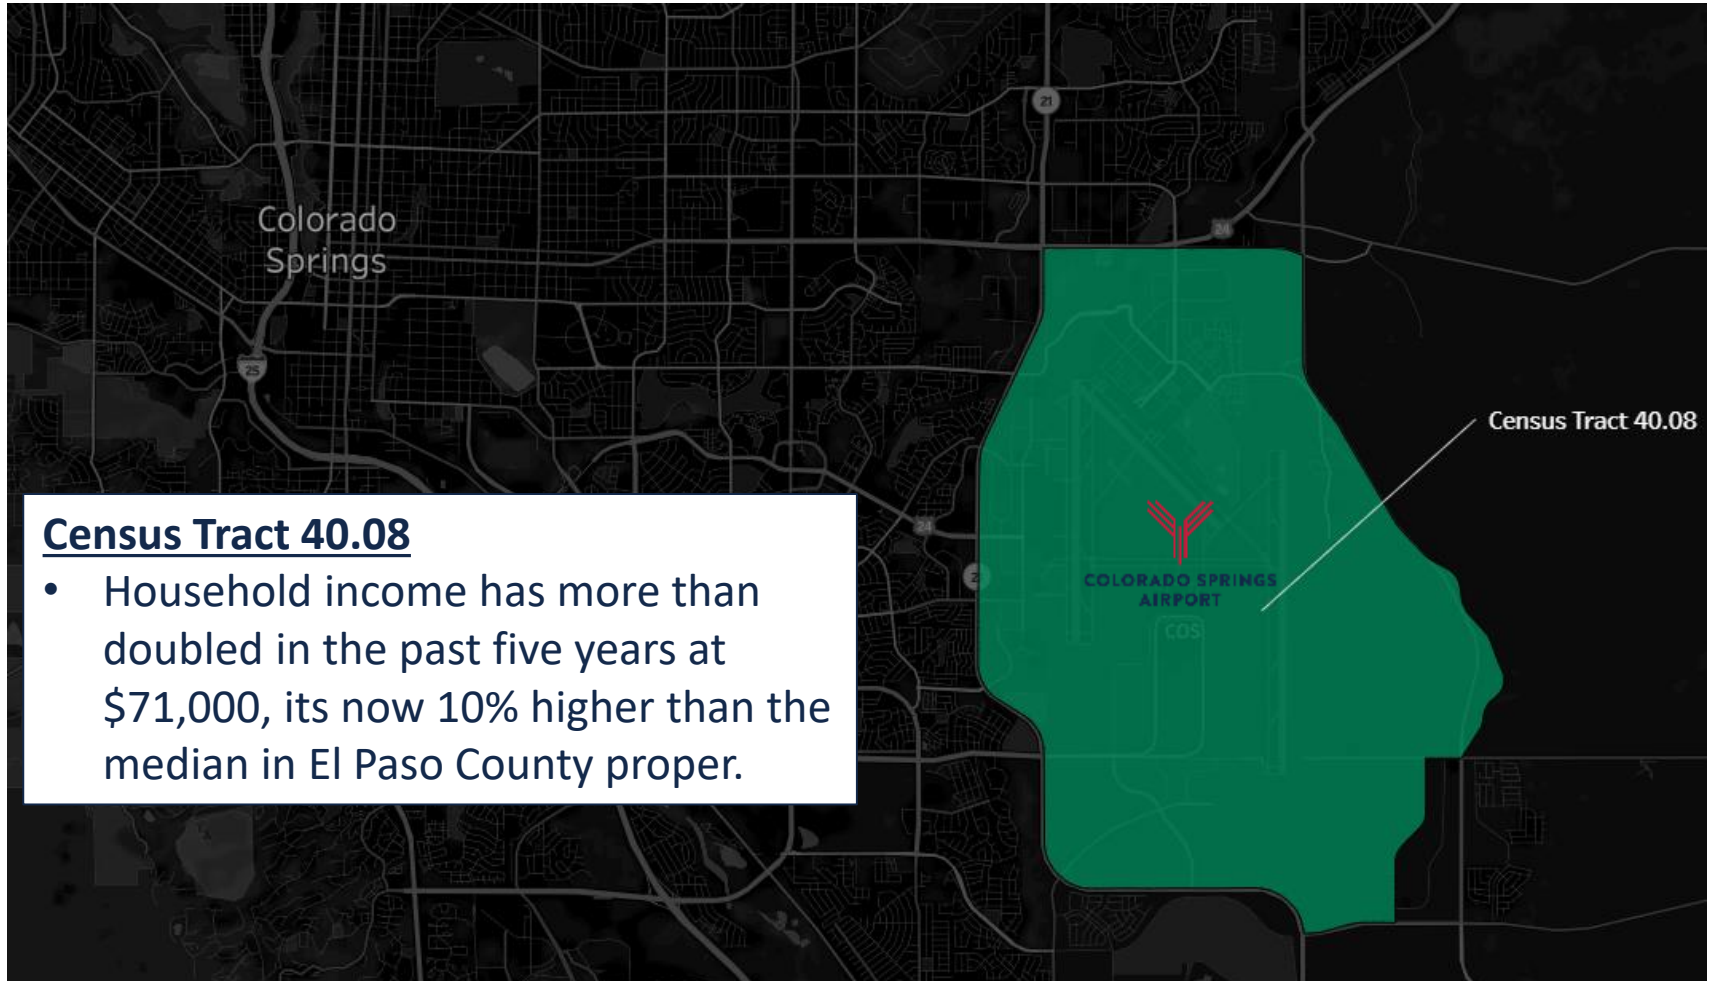 21
Colorado
Springs
24
25
Census Tract 40.08
24
Census Tract 40.08
• Household income has more than
doubled in the past five years at
$71,000, its now 10% higher than the
median in El Paso County proper.
COLORADO SPRINGS
AIRPORT
COS